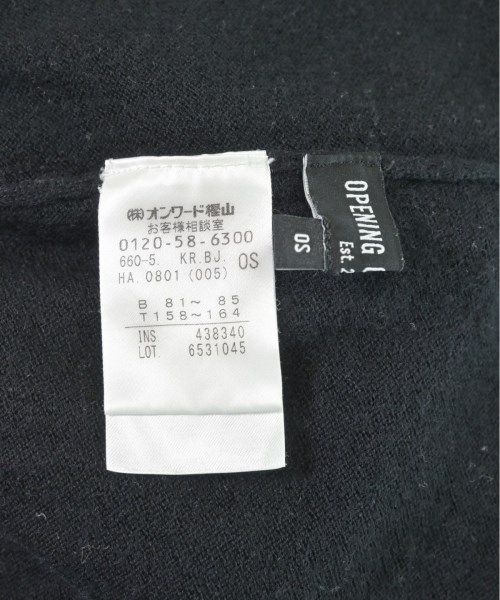 ㈱オンワード樫山
お客様相談室
0120-58-6300
660-5. KR.BJ. OS
HA. 0801 (005)
B 81～ 85
T158～164
INS. 438340
LOT. 6531045
OS
OPENING
Est. 2